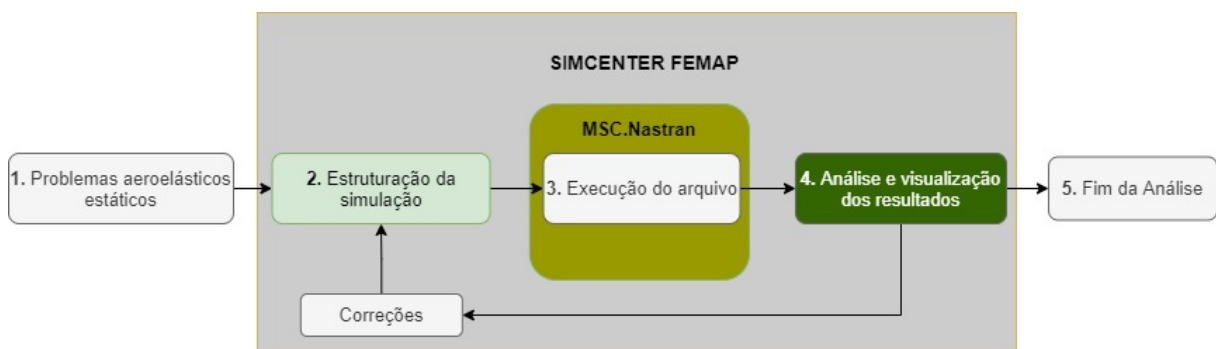 SIMCENTER FEMAP
MSC.Nastran
1. Problemas aeroelásticos
estáticos
2. Estruturação da
simulação
3. Execução do arquivo
4. Análise e visualização
dos resultados
5. Fim da Análise
Correções